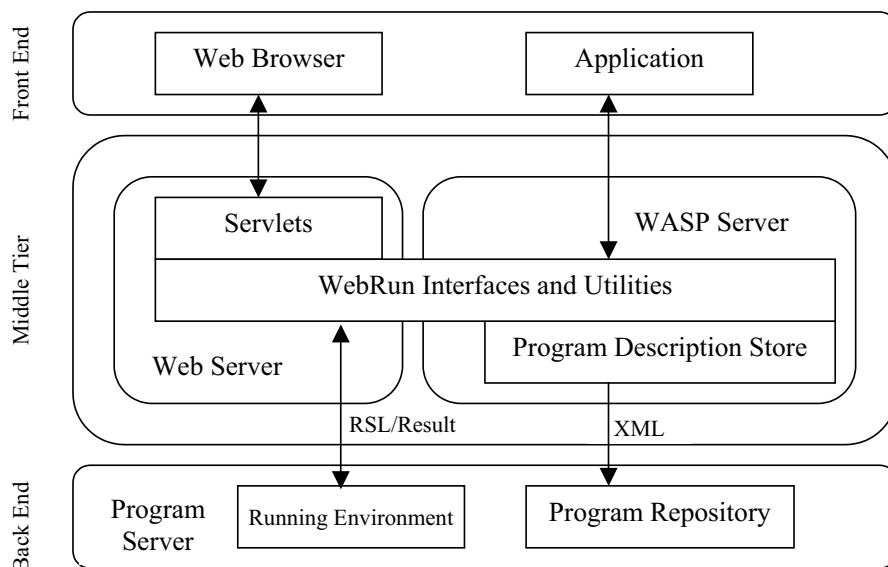 Front End
Web Browser
Application
Middle Tier
Servlets
WASP Server
WebRun Interfaces and Utilities
Web Server
Program Description Store
RSL/Result
XML
Back End
Program
Server
Running Environment
Program Repository